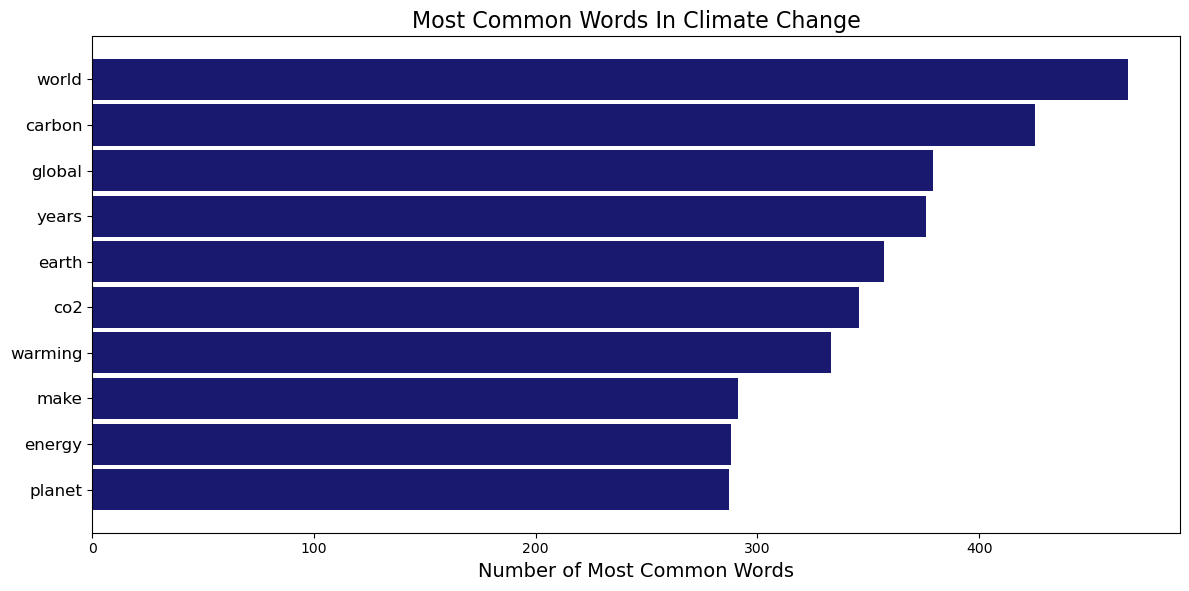 Most Common Words In Climate Change
world
carbon
global
years
earth
co2
warming
make
energy
planet
0 100 200 300 400
Number of Most Common Words